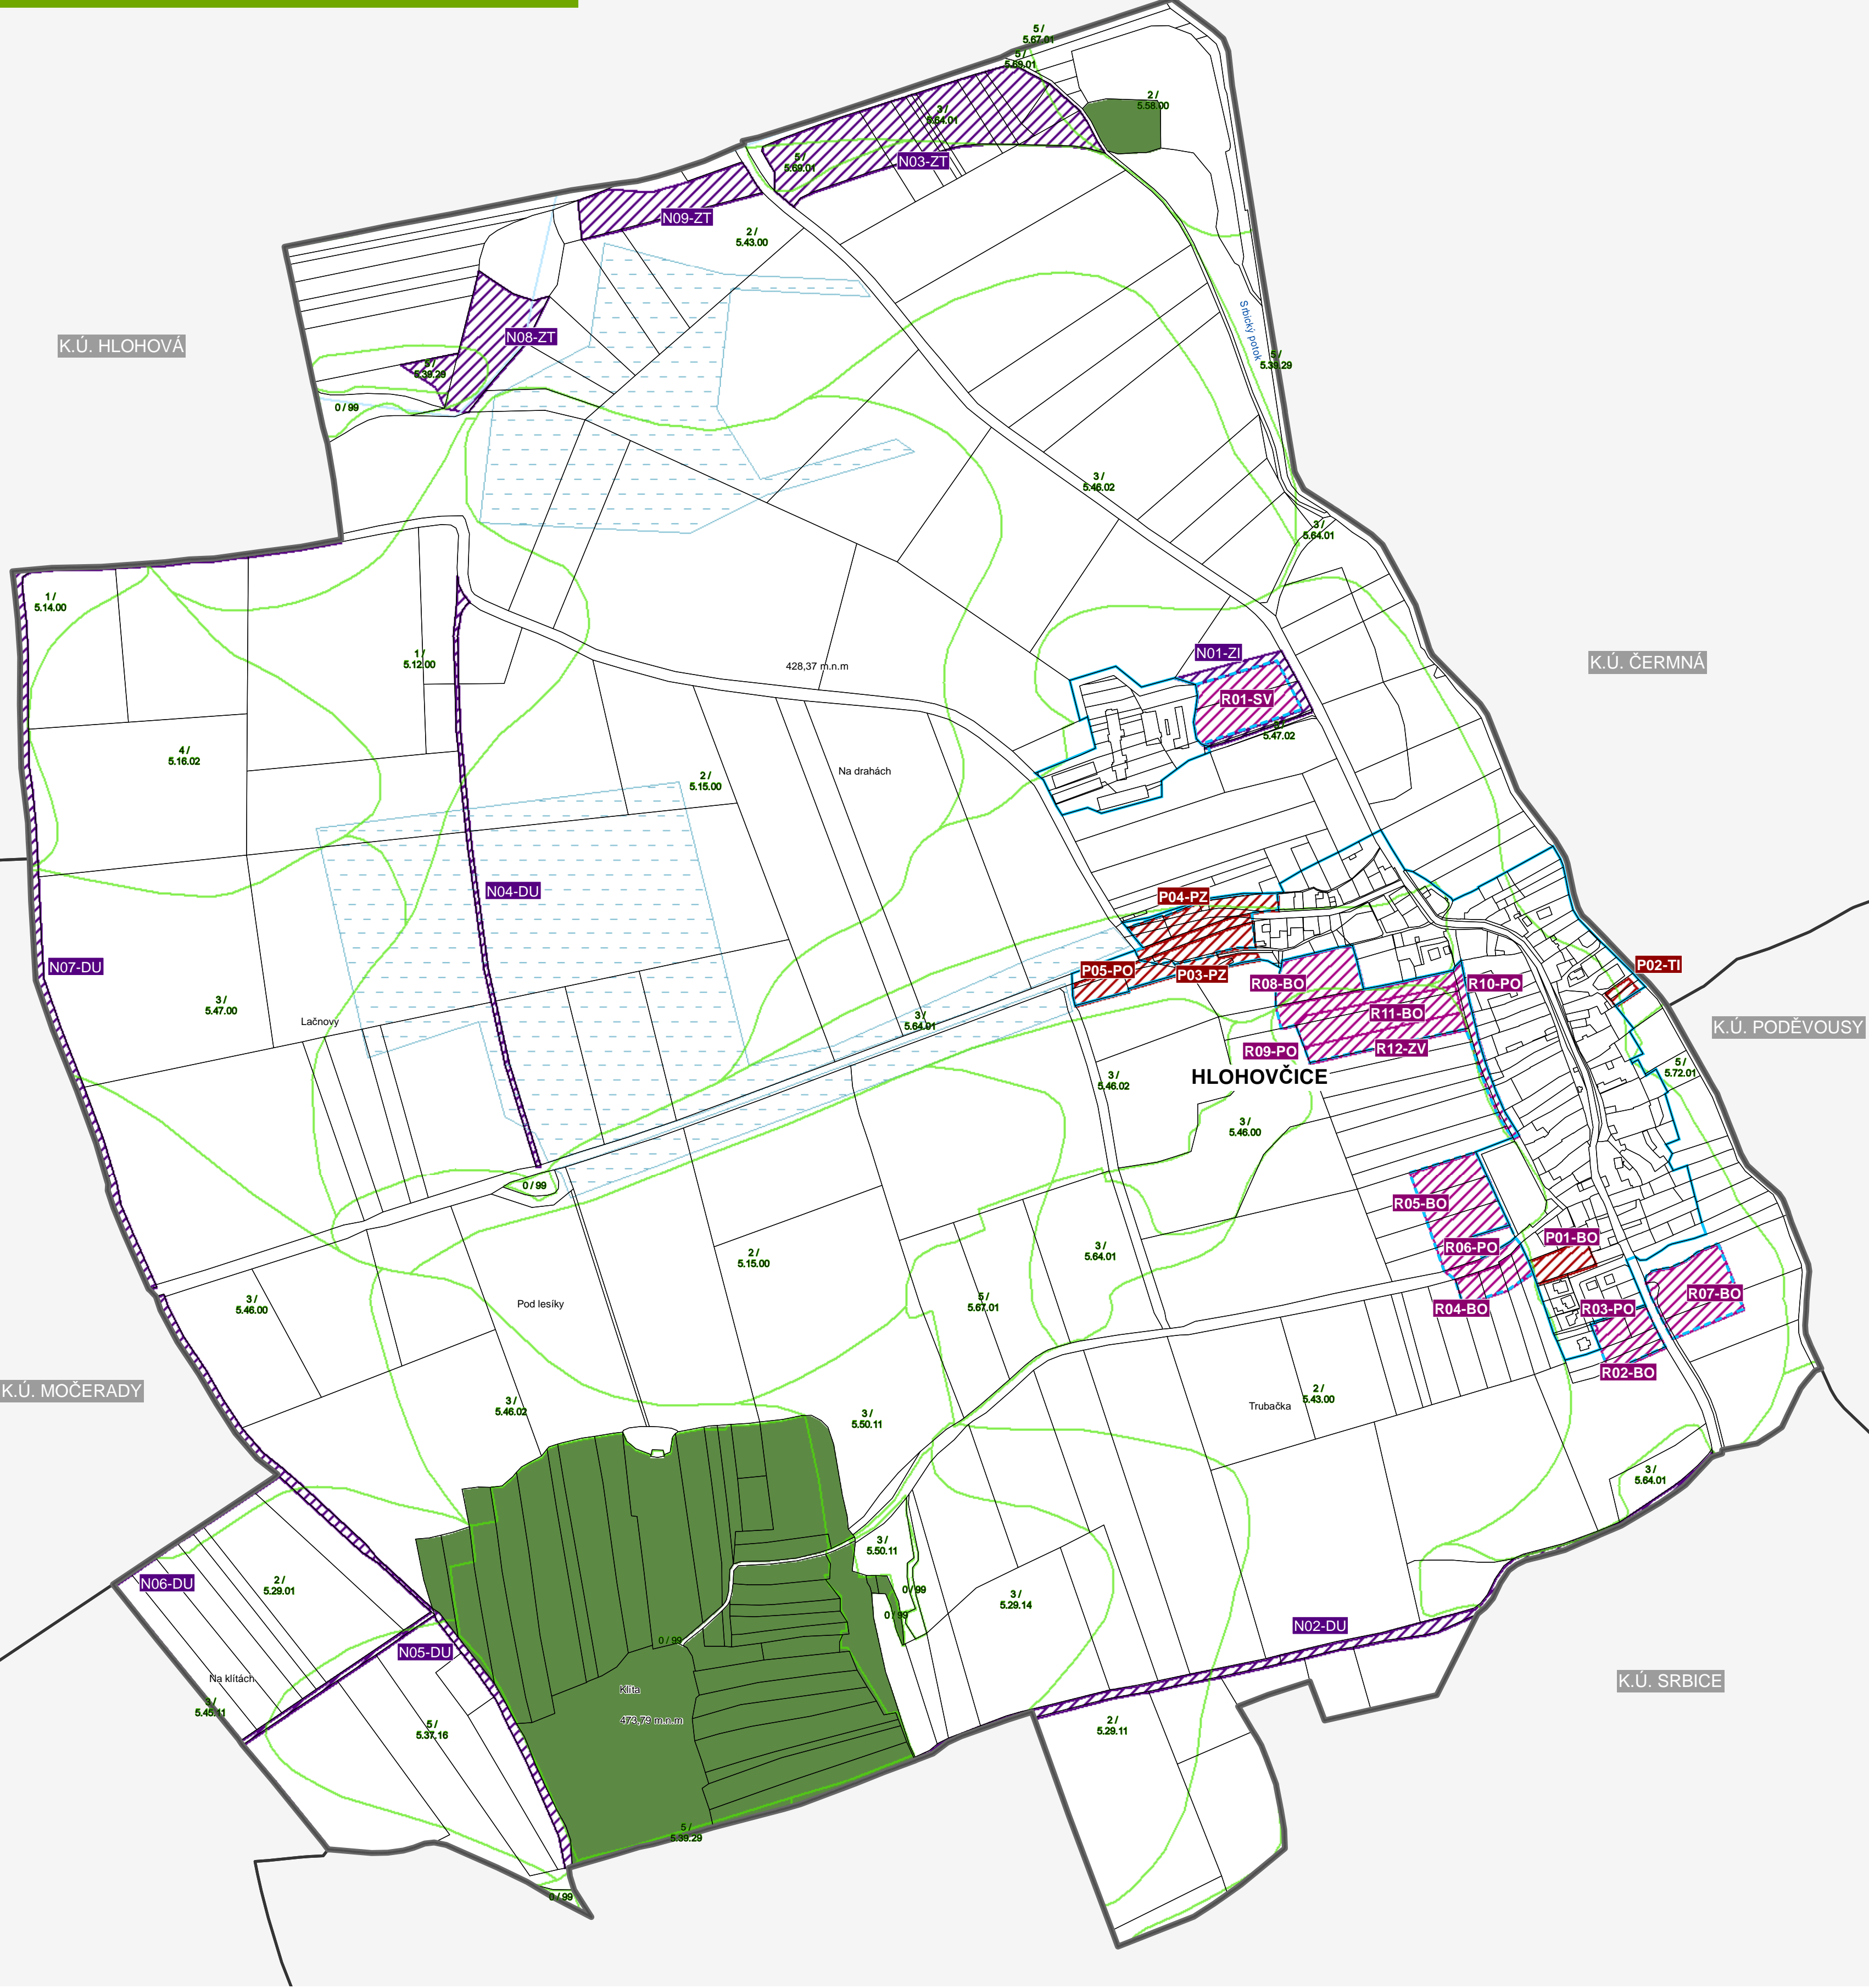 5 /
5.67.01
5 /
5.69.01
2 /
5.58.00
3 /
5.64.01
5 /
5.69.01
N03-ZT
N09-ZT
2 /
5.43.00
Srbický potok
K.Ú. HLOHOVÁ
N08-ZT
5 /
5.39.29
5 /
5.39.29
0 / 99
3 /
5.46.02
3 /
5.64.01
1 /
5.14.00
1 /
5.12.00
428,37 m.n.m
N01-ZI
K.Ú. ČERMNÁ
R01-SV
5.47.02
4 /
5.16.02
2 /
5.15.00
Na drahách
N04-DU
P04-PZ
N07-DU
P05-PO
P03-PZ
P02-TI
R08-BO
R10-PO
3 /
5.47.00
Lačnovy
3 /
5.64.01
R11-BO
K.Ú. PODĚVOUSY
R09-PO
R12-ZV
HLOHOVČICE
3 /
5.46.02
5 /
5.72.01
3 /
5.46.00
0 / 99
R05-BO
2 /
5.15.00
3 /
5.64.01
R06-PO
P01-BO
3 /
5.46.00
Pod lesíky
5 /
5.67.01
R04-BO
R03-PO
R07-BO
R02-BO
K.Ú. MOČERADY
3 /
5.46.02
3 /
5.50.11
Trubačka
2 /
5.43.00
3 /
5.64.01
3 /
5.50.11
N06-DU
2 /
5.29.01
0 / 99
0 / 99
3 /
5.29.14
N02-DU
0 / 99
N05-DU
Na klitách
3 /
5.45.11
Klita
473,79 m.n.m
K.Ú. SRBICE
5 /
5.37.16
2 /
5.29.11
5 /
5.39.29
0 / 99